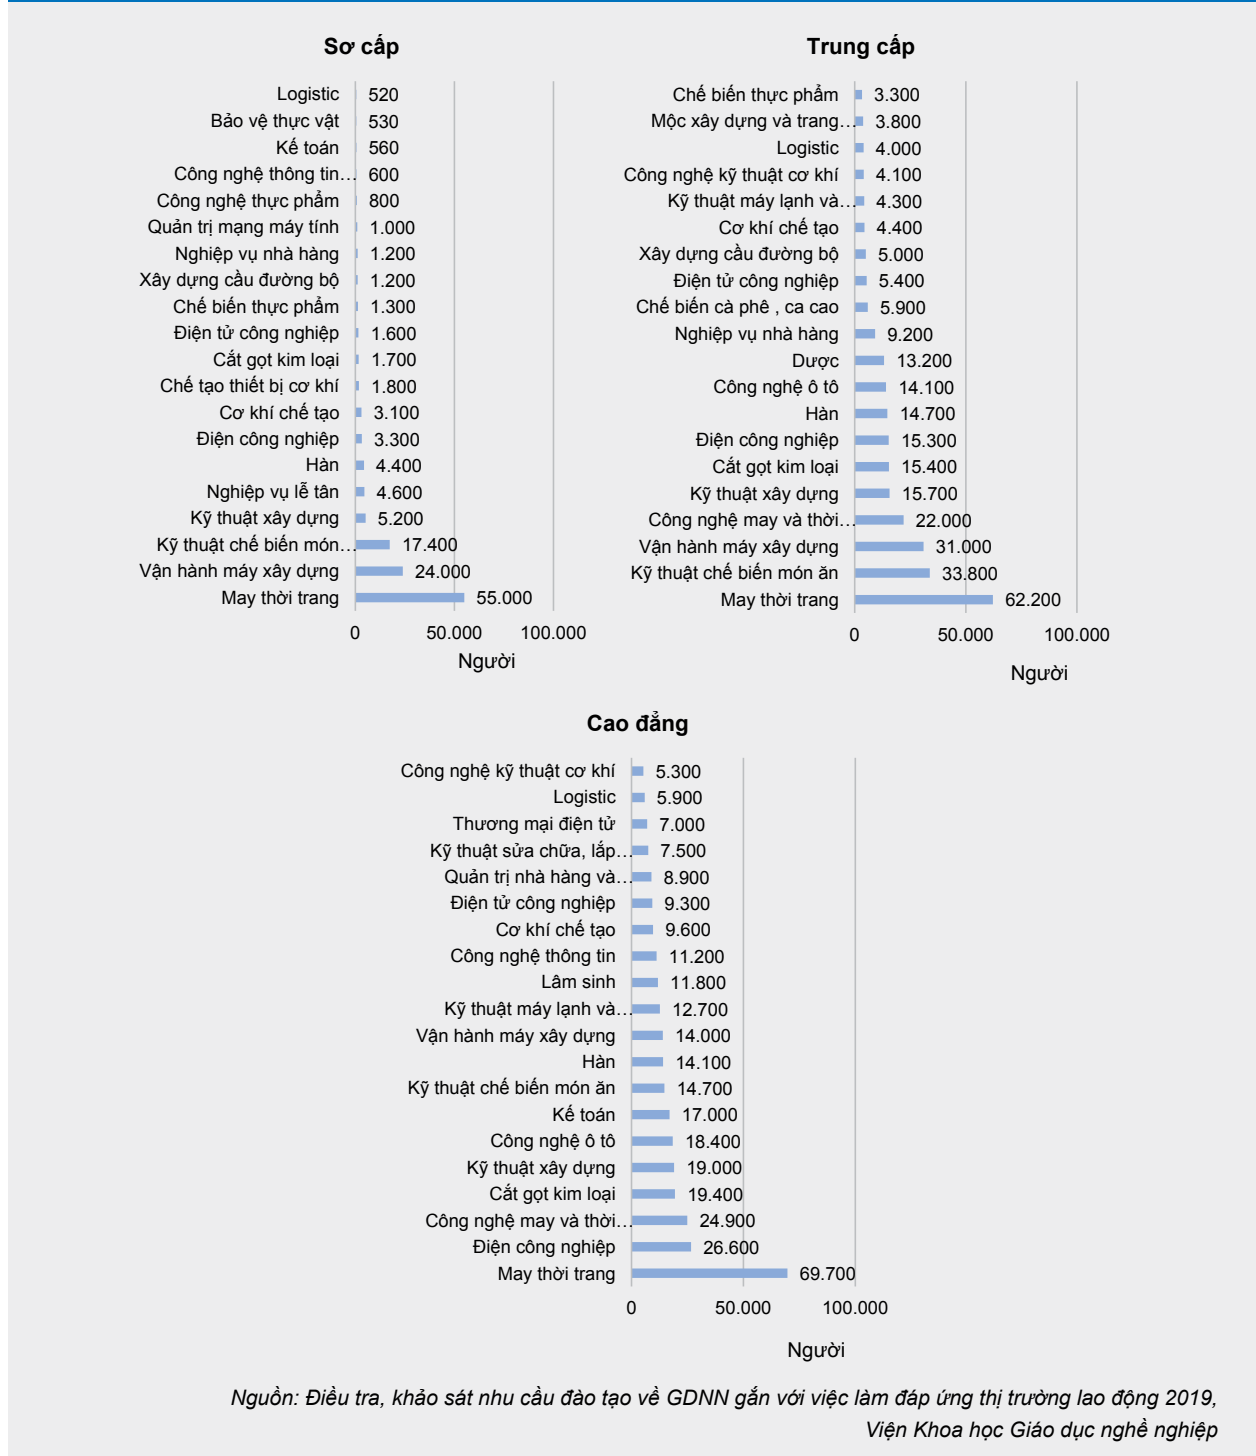 Sơ cấp
Logistic 520
Bảo vệ thực vật 530
Kế toán 560
Công nghệ thông tin… 600
Công nghệ thực phẩm 800
Quản trị mạng máy tính 1.000
Nghiệp vụ nhà hàng 1.200
Xây dựng cầu đường bộ 1.200
Chế biến thực phẩm 1.300
Điện tử công nghiệp 1.600
Cắt gọt kim loại 1.700
Chế tạo thiết bị cơ khí 1.800
Cơ khí chế tạo 3.100
Điện công nghiệp 3.300
Hàn 4.400
Nghiệp vụ lễ tân 4.600
Kỹ thuật xây dựng 5.200
Kỹ thuật chế biến món… 17.400
Vận hành máy xây dựng 24.000
May thời trang 55.000
0 50.000 100.000
Người
Trung cấp
Chế biến thực phẩm 3.300
Mộc xây dựng và trang… 3.800
Logistic 4.000
Công nghệ kỹ thuật cơ khí 4.100
Kỹ thuật máy lạnh và… 4.300
Cơ khí chế tạo 4.400
Xây dựng cầu đường bộ 5.000
Điện tử công nghiệp 5.400
Chế biến cà phê , ca cao 5.900
Nghiệp vụ nhà hàng 9.200
Dược 13.200
Công nghệ ô tô 14.100
Hàn 14.700
Điện công nghiệp 15.300
Cắt gọt kim loại 15.400
Kỹ thuật xây dựng 15.700
Công nghệ may và thời… 22.000
Vận hành máy xây dựng 31.000
Kỹ thuật chế biến món ăn 33.800
May thời trang 62.200
0 50.000 100.000
Người
Cao đẳng
Công nghệ kỹ thuật cơ khí 5.300
Logistic 5.900
Thương mại điện tử 7.000
Kỹ thuật sửa chữa, lắp… 7.500
Quản trị nhà hàng và… 8.900
Điện tử công nghiệp 9.300
Cơ khí chế tạo 9.600
Công nghệ thông tin 11.200
Lâm sinh 11.800
Kỹ thuật máy lạnh và… 12.700
Vận hành máy xây dựng 14.000
Hàn 14.100
Kỹ thuật chế biến món ăn 14.700
Kế toán 17.000
Công nghệ ô tô 18.400
Kỹ thuật xây dựng 19.000
Cắt gọt kim loại 19.400
Công nghệ may và thời… 24.900
Điện công nghiệp 26.600
May thời trang 69.700
0 50.000 100.000
Người
Nguồn: Điều tra, khảo sát nhu cầu đào tạo về GDNN gắn với việc làm đáp ứng thị trường lao động 2019,
Viện Khoa học Giáo dục nghề nghiệp